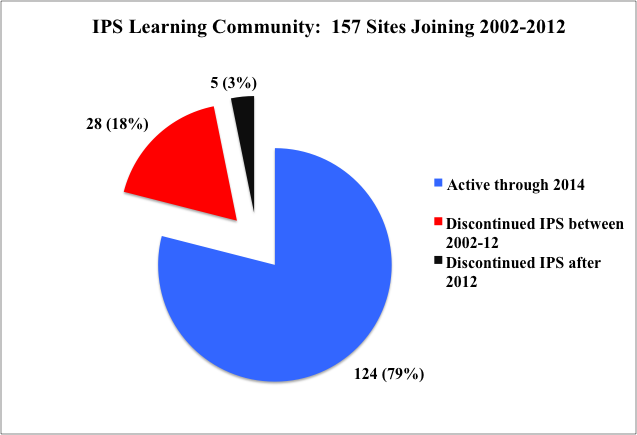 IPS Learning Community:  157 Sites Joining 2002-2012
5 (3%)
28 (18%)
Active through 2014
Discontinued IPS between
2002-12
Discontinued IPS after
2012
124 (79%)